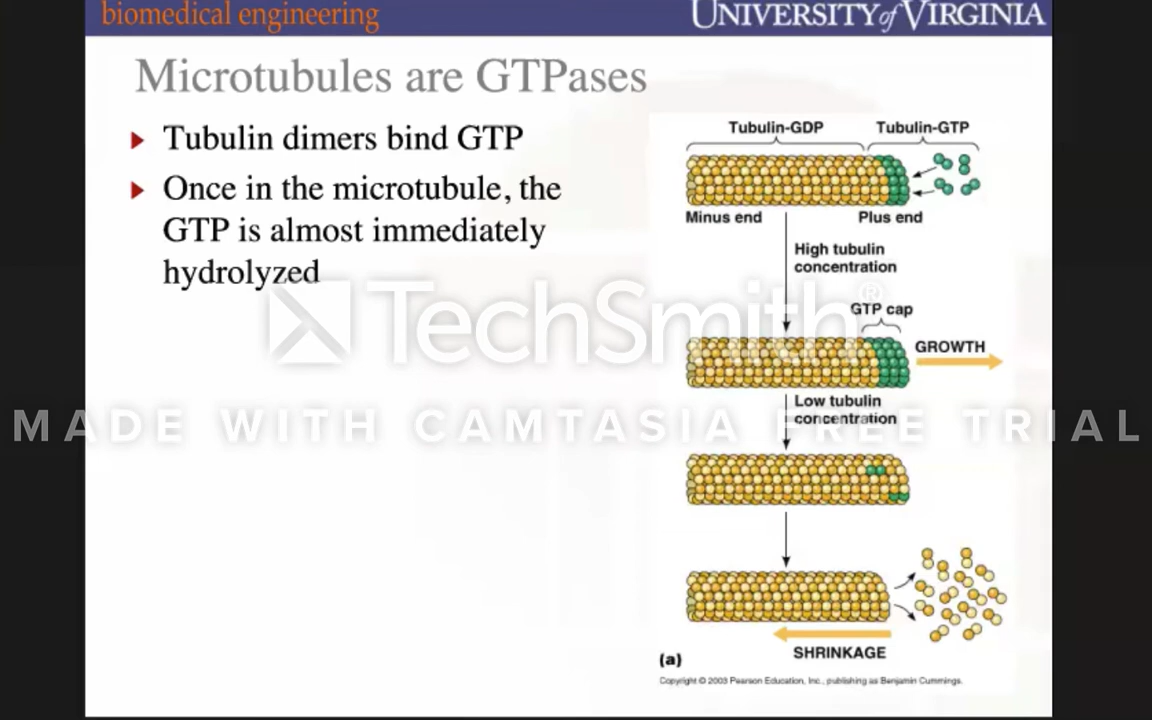 biomedical engineering
UNIVERSITY of VIRGINIA
Microtubules are GTPases
Tubulin dimers bind GTP
Once in the microtubule, the
GTP is almost immediately
hydrolyzed
Tubulin-GDP
Tubulin-GTP
Minus end
Plus end
High tubulin
concentration
GTP cap
GROWTH
Low tubulin
concentration
SHRINKAGE
(a)
Copyright © 2003 Pearson Education, Inc., publishing as Benjamin Cummings.
TechSmith®
MADE WITH CAMTASIA FREE TRIAL